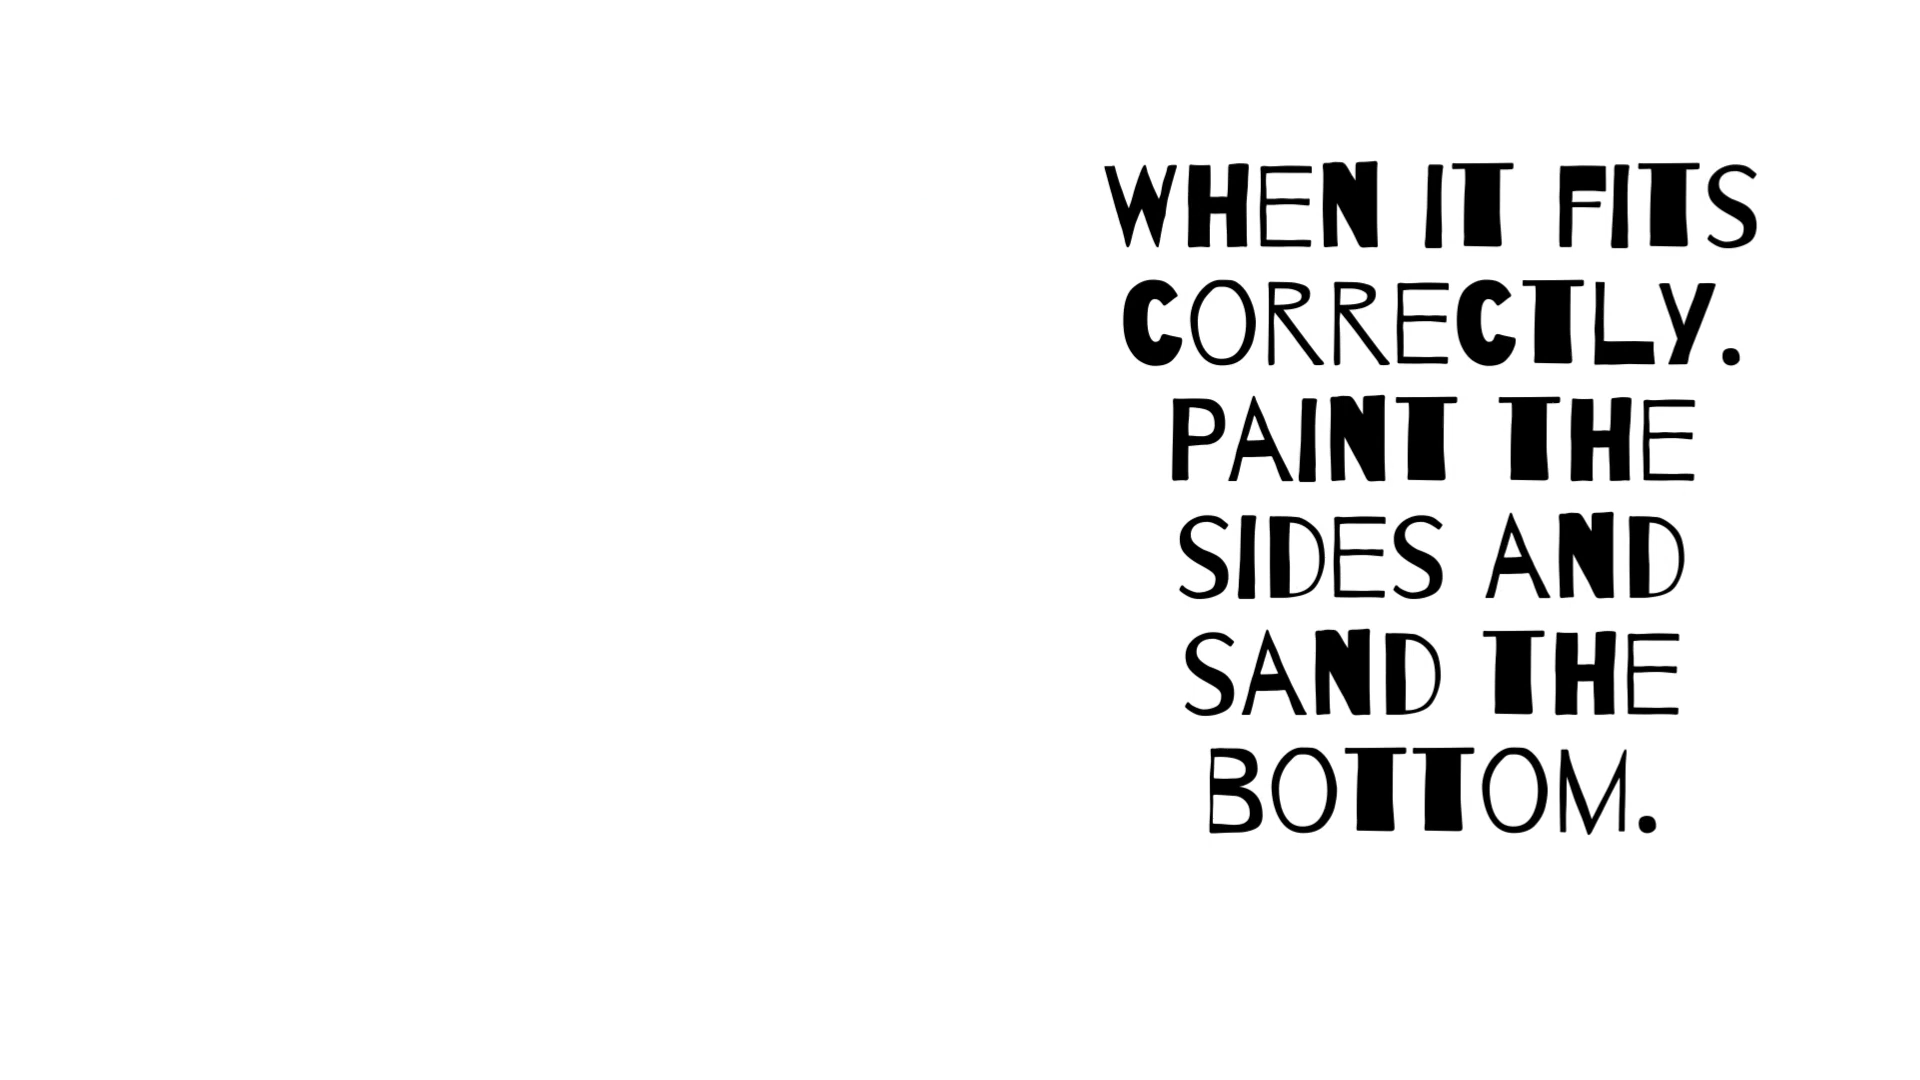 WHEN IT FITS
CORRECTLY.
PAINT THE
SIDES AND
SAND THE
BOTTOM.